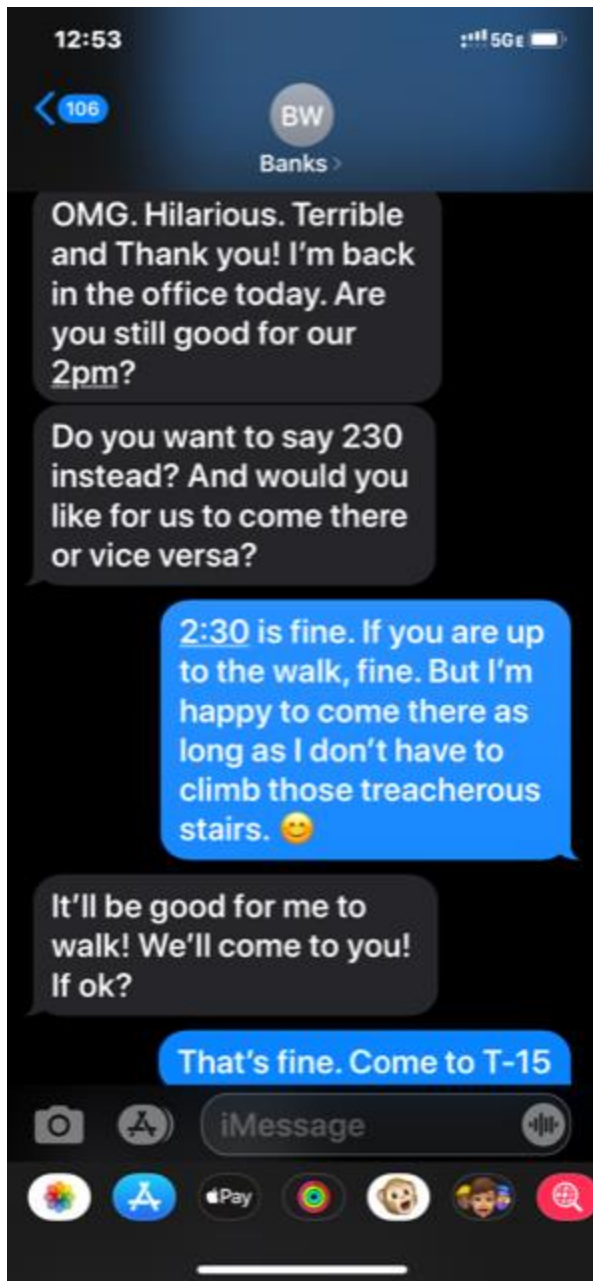 12:53
5GE
106
BW
Banks
OMG. Hilarious. Terrible
and Thank you! I’m back
in the office today. Are
you still good for our
2pm?
Do you want to say 230
instead? And would you
like for us to come there
or vice versa?
2:30 is fine. If you are up
to the walk, fine. But I’m
happy to come there as
long as I don’t have to
climb those treacherous
stairs. 😊
It’ll be good for me to
walk! We’ll come to you!
If ok?
That’s fine. Come to T-15
iMessage
Pay